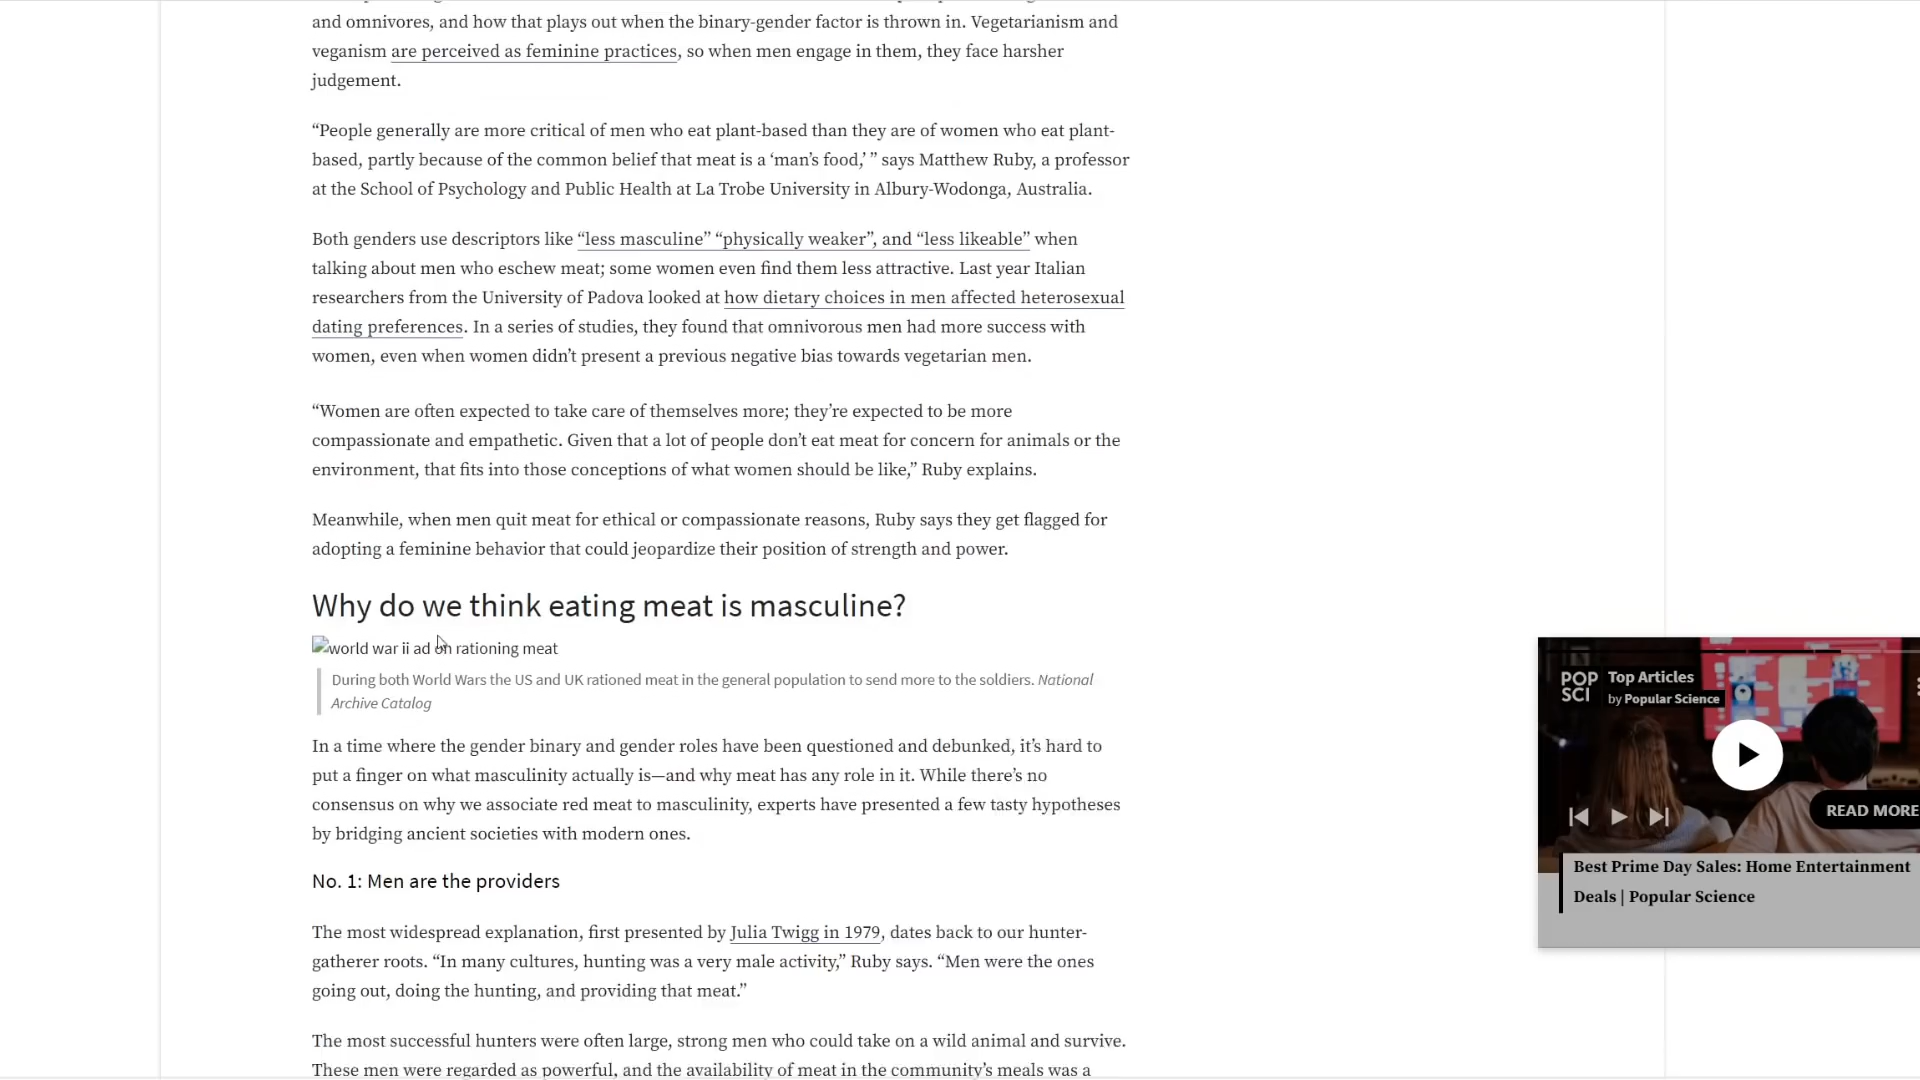 and omnivores, and how that plays out when the binary-gender factor is thrown in. Vegetarianism and
veganism are perceived as feminine practices, so when men engage in them, they face harsher
judgement.
“People generally are more critical of men who eat plant-based than they are of women who eat plant-
based, partly because of the common belief that meat is a ‘man’s food,’ ” says Matthew Ruby, a professor
at the School of Psychology and Public Health at La Trobe University in Albury-Wodonga, Australia.
Both genders use descriptors like “less masculine” “physically weaker”, and “less likeable” when
talking about men who eschew meat; some women even find them less attractive. Last year Italian
researchers from the University of Padova looked at how dietary choices in men affected heterosexual
dating preferences. In a series of studies, they found that omnivorous men had more success with
women, even when women didn’t present a previous negative bias towards vegetarian men.
“Women are often expected to take care of themselves more; they’re expected to be more
compassionate and empathetic. Given that a lot of people don’t eat meat for concern for animals or the
environment, that fits into those conceptions of what women should be like,” Ruby explains.
Meanwhile, when men quit meat for ethical or compassionate reasons, Ruby says they get flagged for
adopting a feminine behavior that could jeopardize their position of strength and power.
Why do we think eating meat is masculine?
world war ii ad on rationing meat
During both World Wars the US and UK rationed meat in the general population to send more to the soldiers. National
Archive Catalog
In a time where the gender binary and gender roles have been questioned and debunked, it’s hard to
put a finger on what masculinity actually is—and why meat has any role in it. While there’s no
consensus on why we associate red meat to masculinity, experts have presented a few tasty hypotheses
by bridging ancient societies with modern ones.
No. 1: Men are the providers
The most widespread explanation, first presented by Julia Twigg in 1979, dates back to our hunter-
gatherer roots. “In many cultures, hunting was a very male activity,” Ruby says. “Men were the ones
going out, doing the hunting, and providing that meat.”
The most successful hunters were often large, strong men who could take on a wild animal and survive.
These men were regarded as powerful, and the availability of meat in the community’s meals was a
POP
SCI
Top Articles
by Popular Science
READ MORE
Best Prime Day Sales: Home Entertainment
Deals | Popular Science